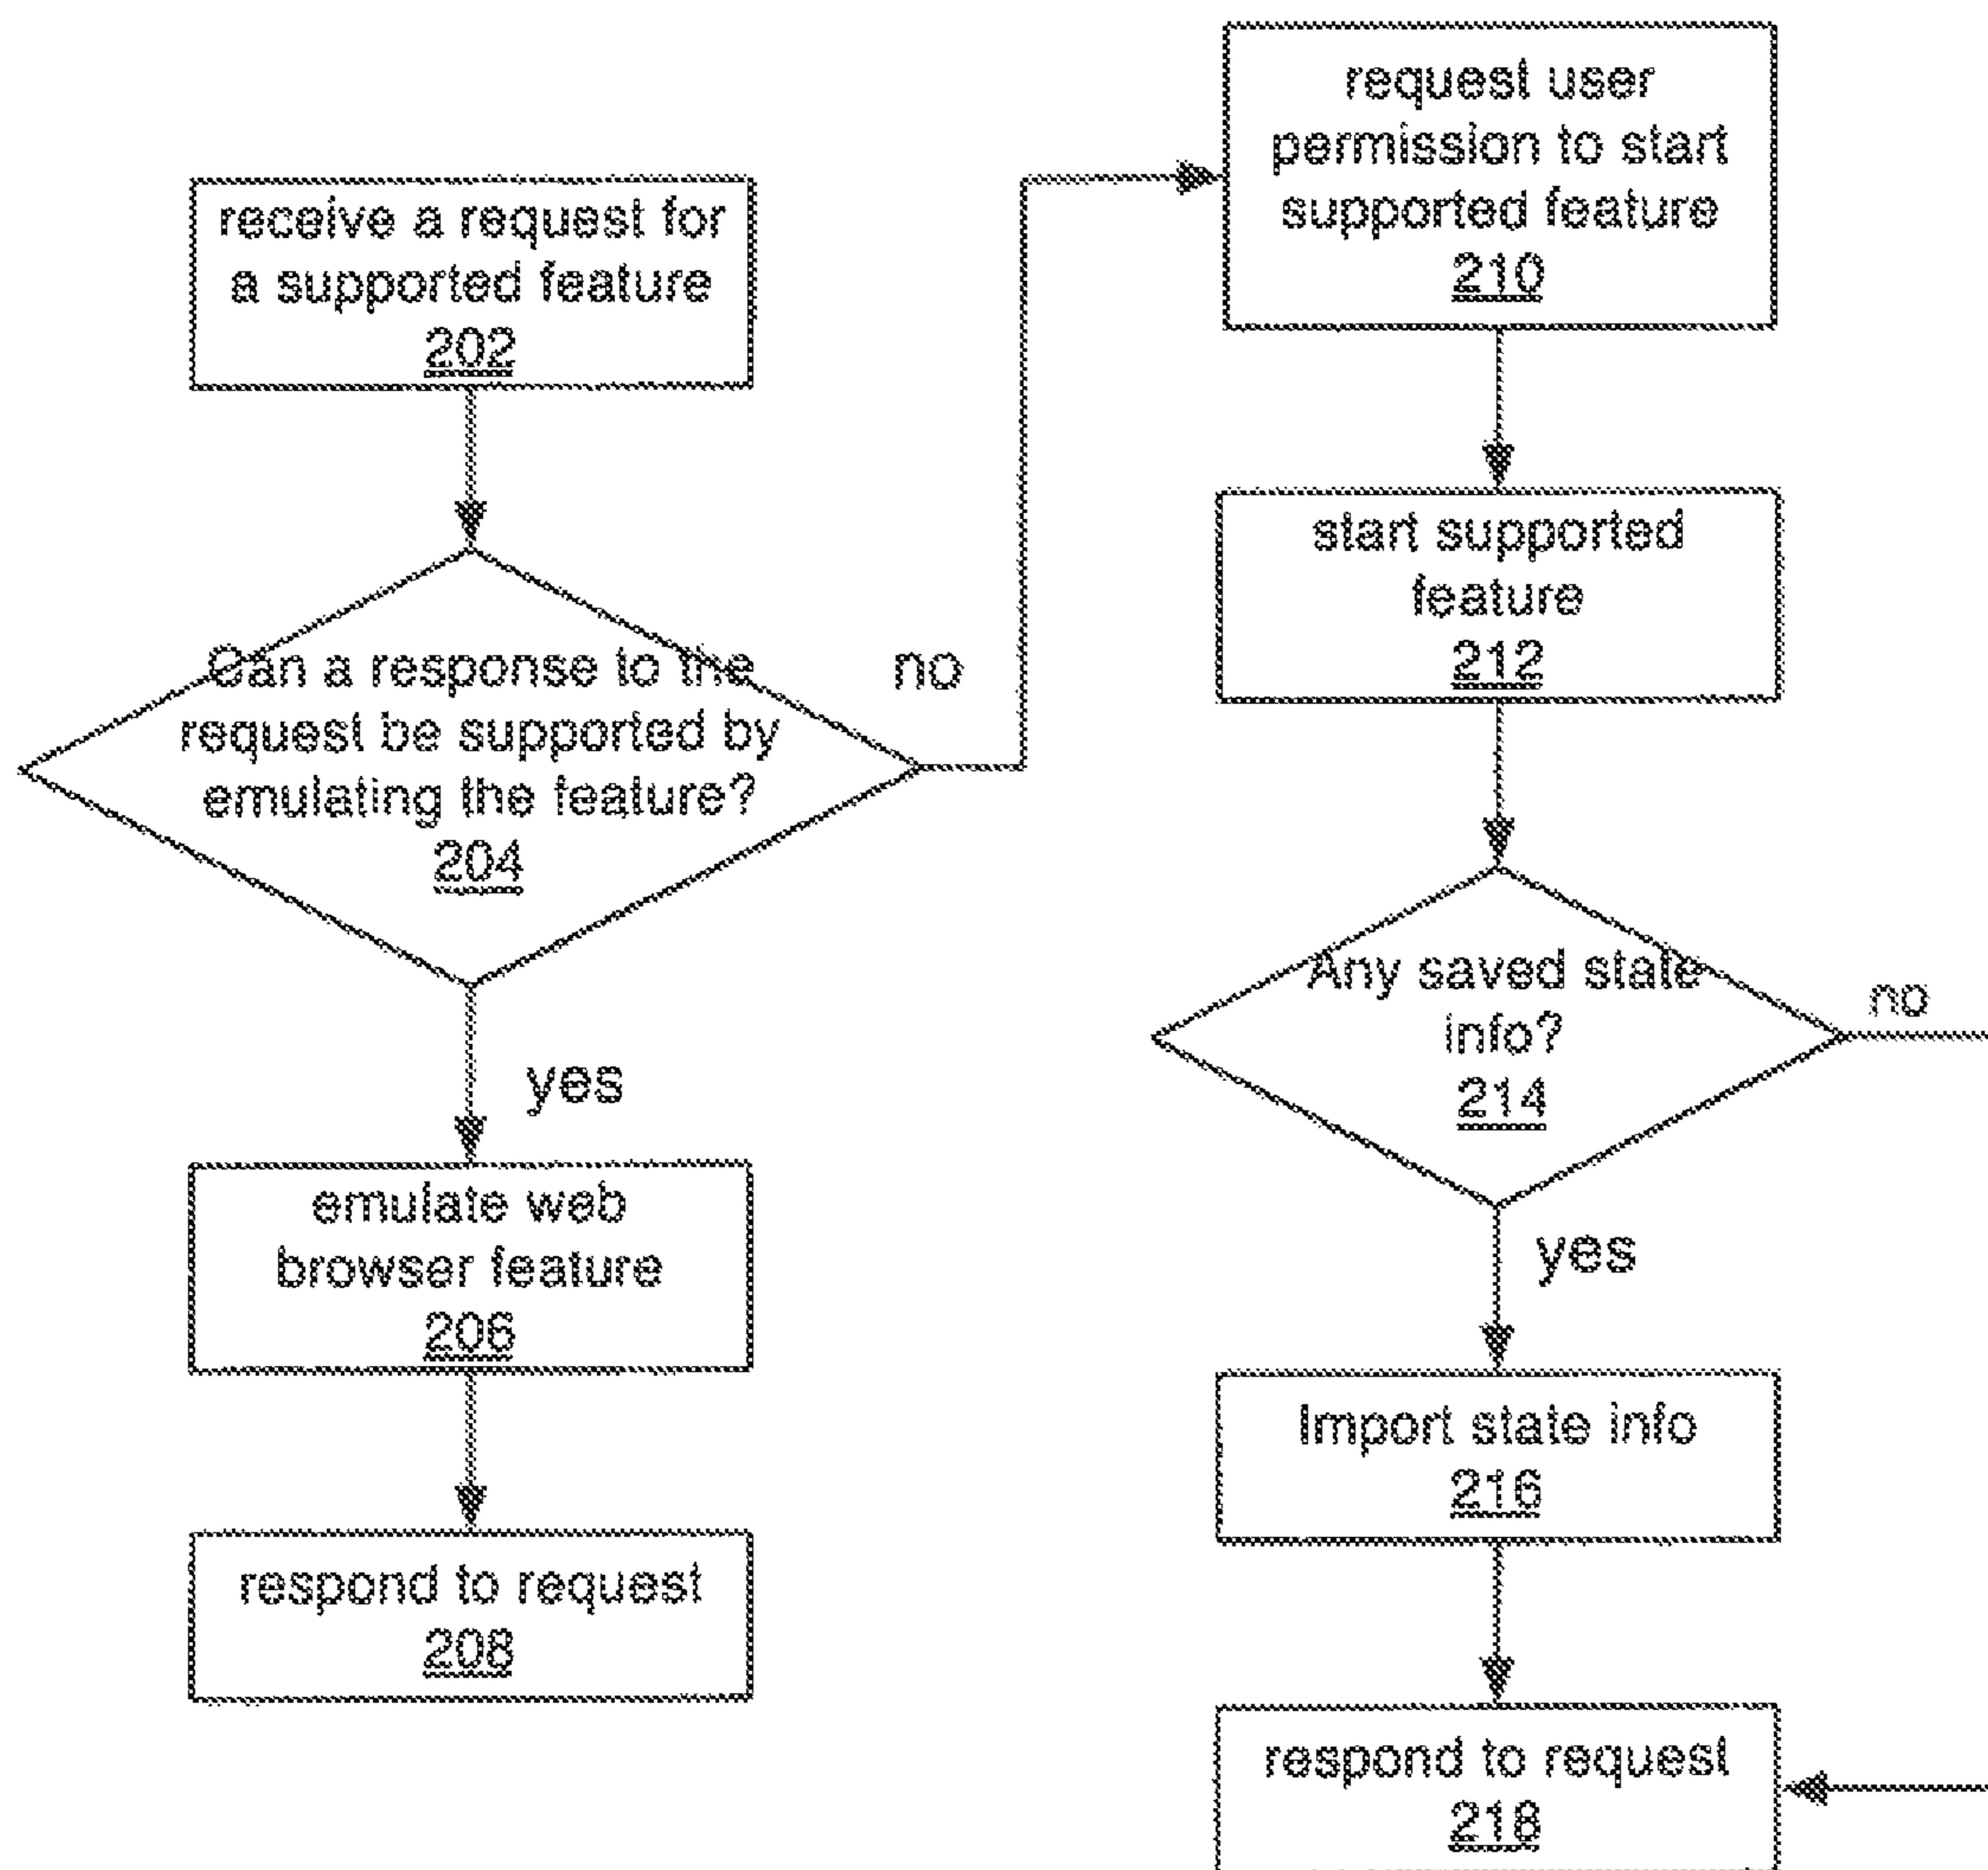 receive a request for
a supported feature
202
Can a response to the
request be supported by
emulating the feature?
204
no
yes
emulate web
browser feature
206
respond to request
208
request user
permission to start
supported feature
210
start supported
feature
212
Any saved state
info?
214
no
yes
Import state info
216
respond to request
218